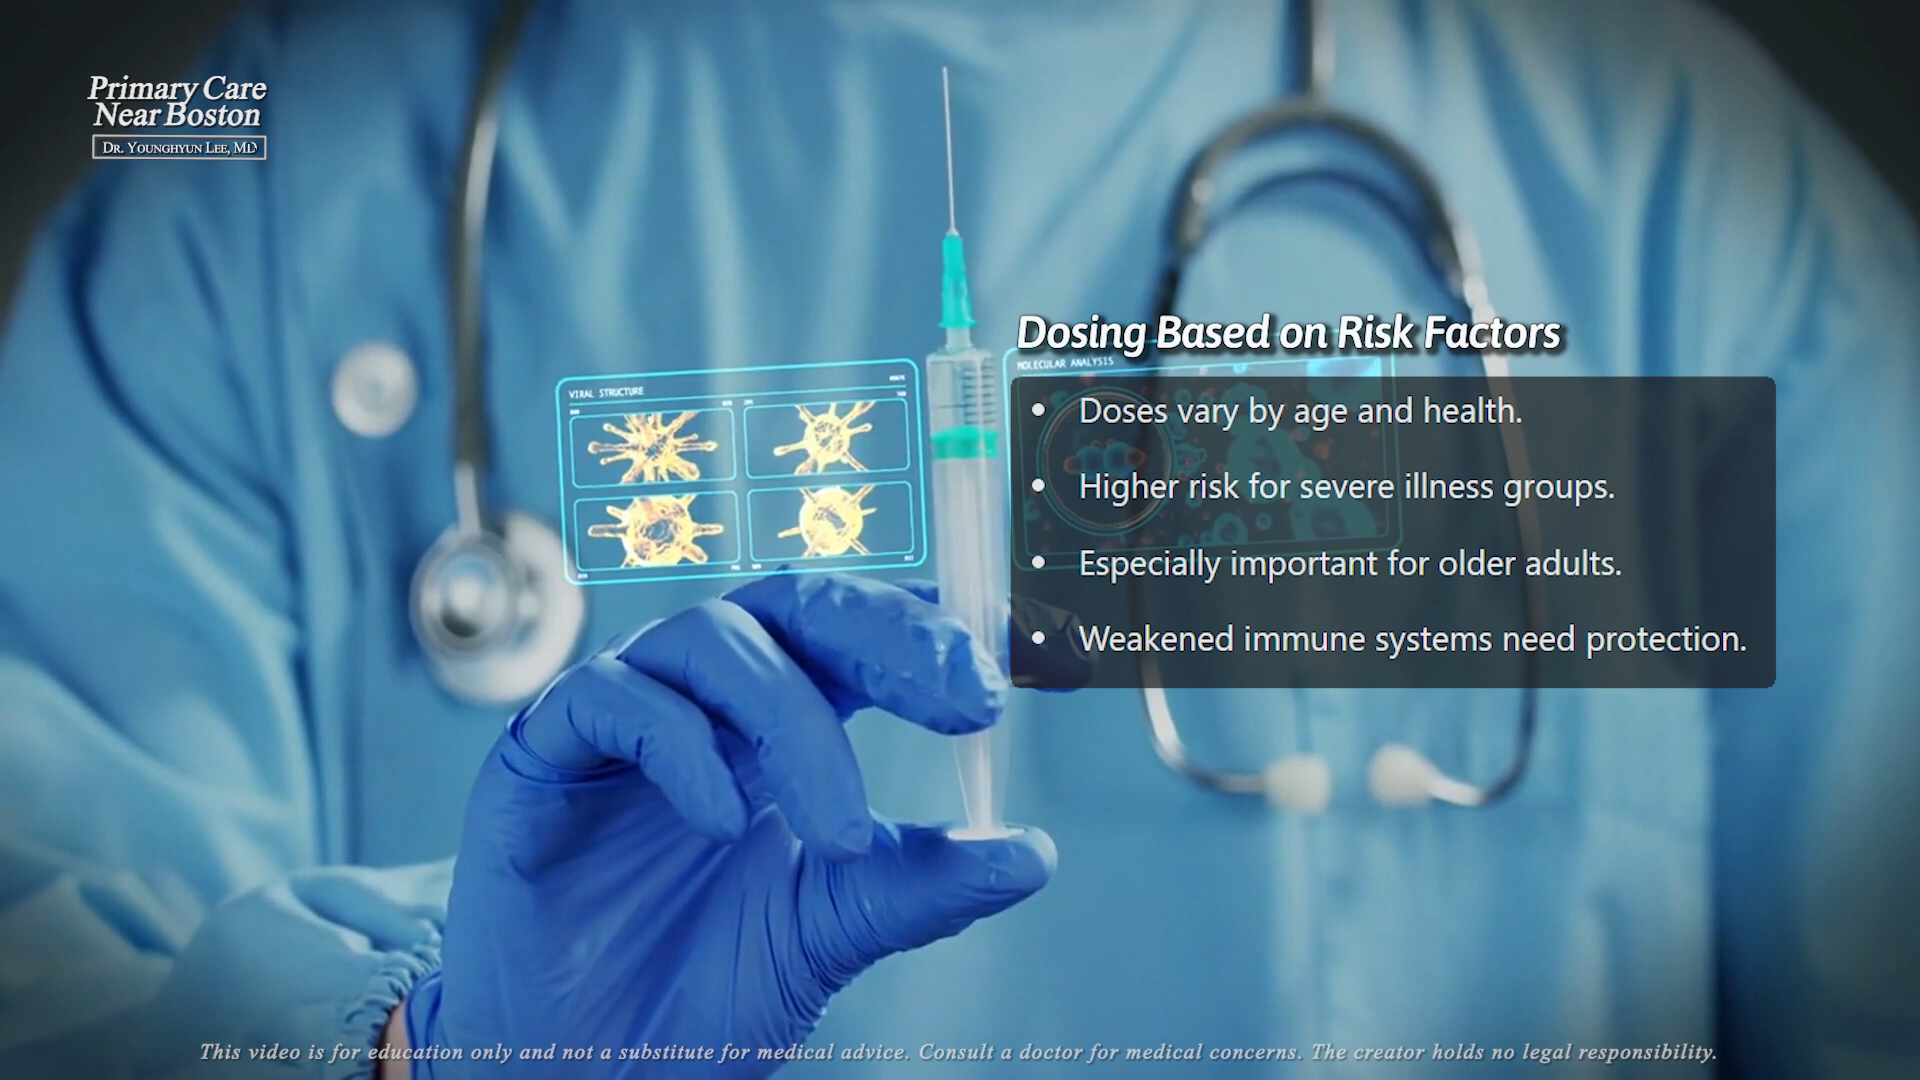 Primary Care
Near Boston
Dr. Younghyun Lee, MD
Dosing Based on Risk Factors
VIRAL STRUCTURE
MOLECULAR ANALYSIS
• Doses vary by age and health.
• Higher risk for severe illness groups.
• Especially important for older adults.
• Weakened immune systems need protection.
This video is for education only and not a substitute for medical advice. Consult a doctor for medical concerns. The creator holds no legal responsibility.